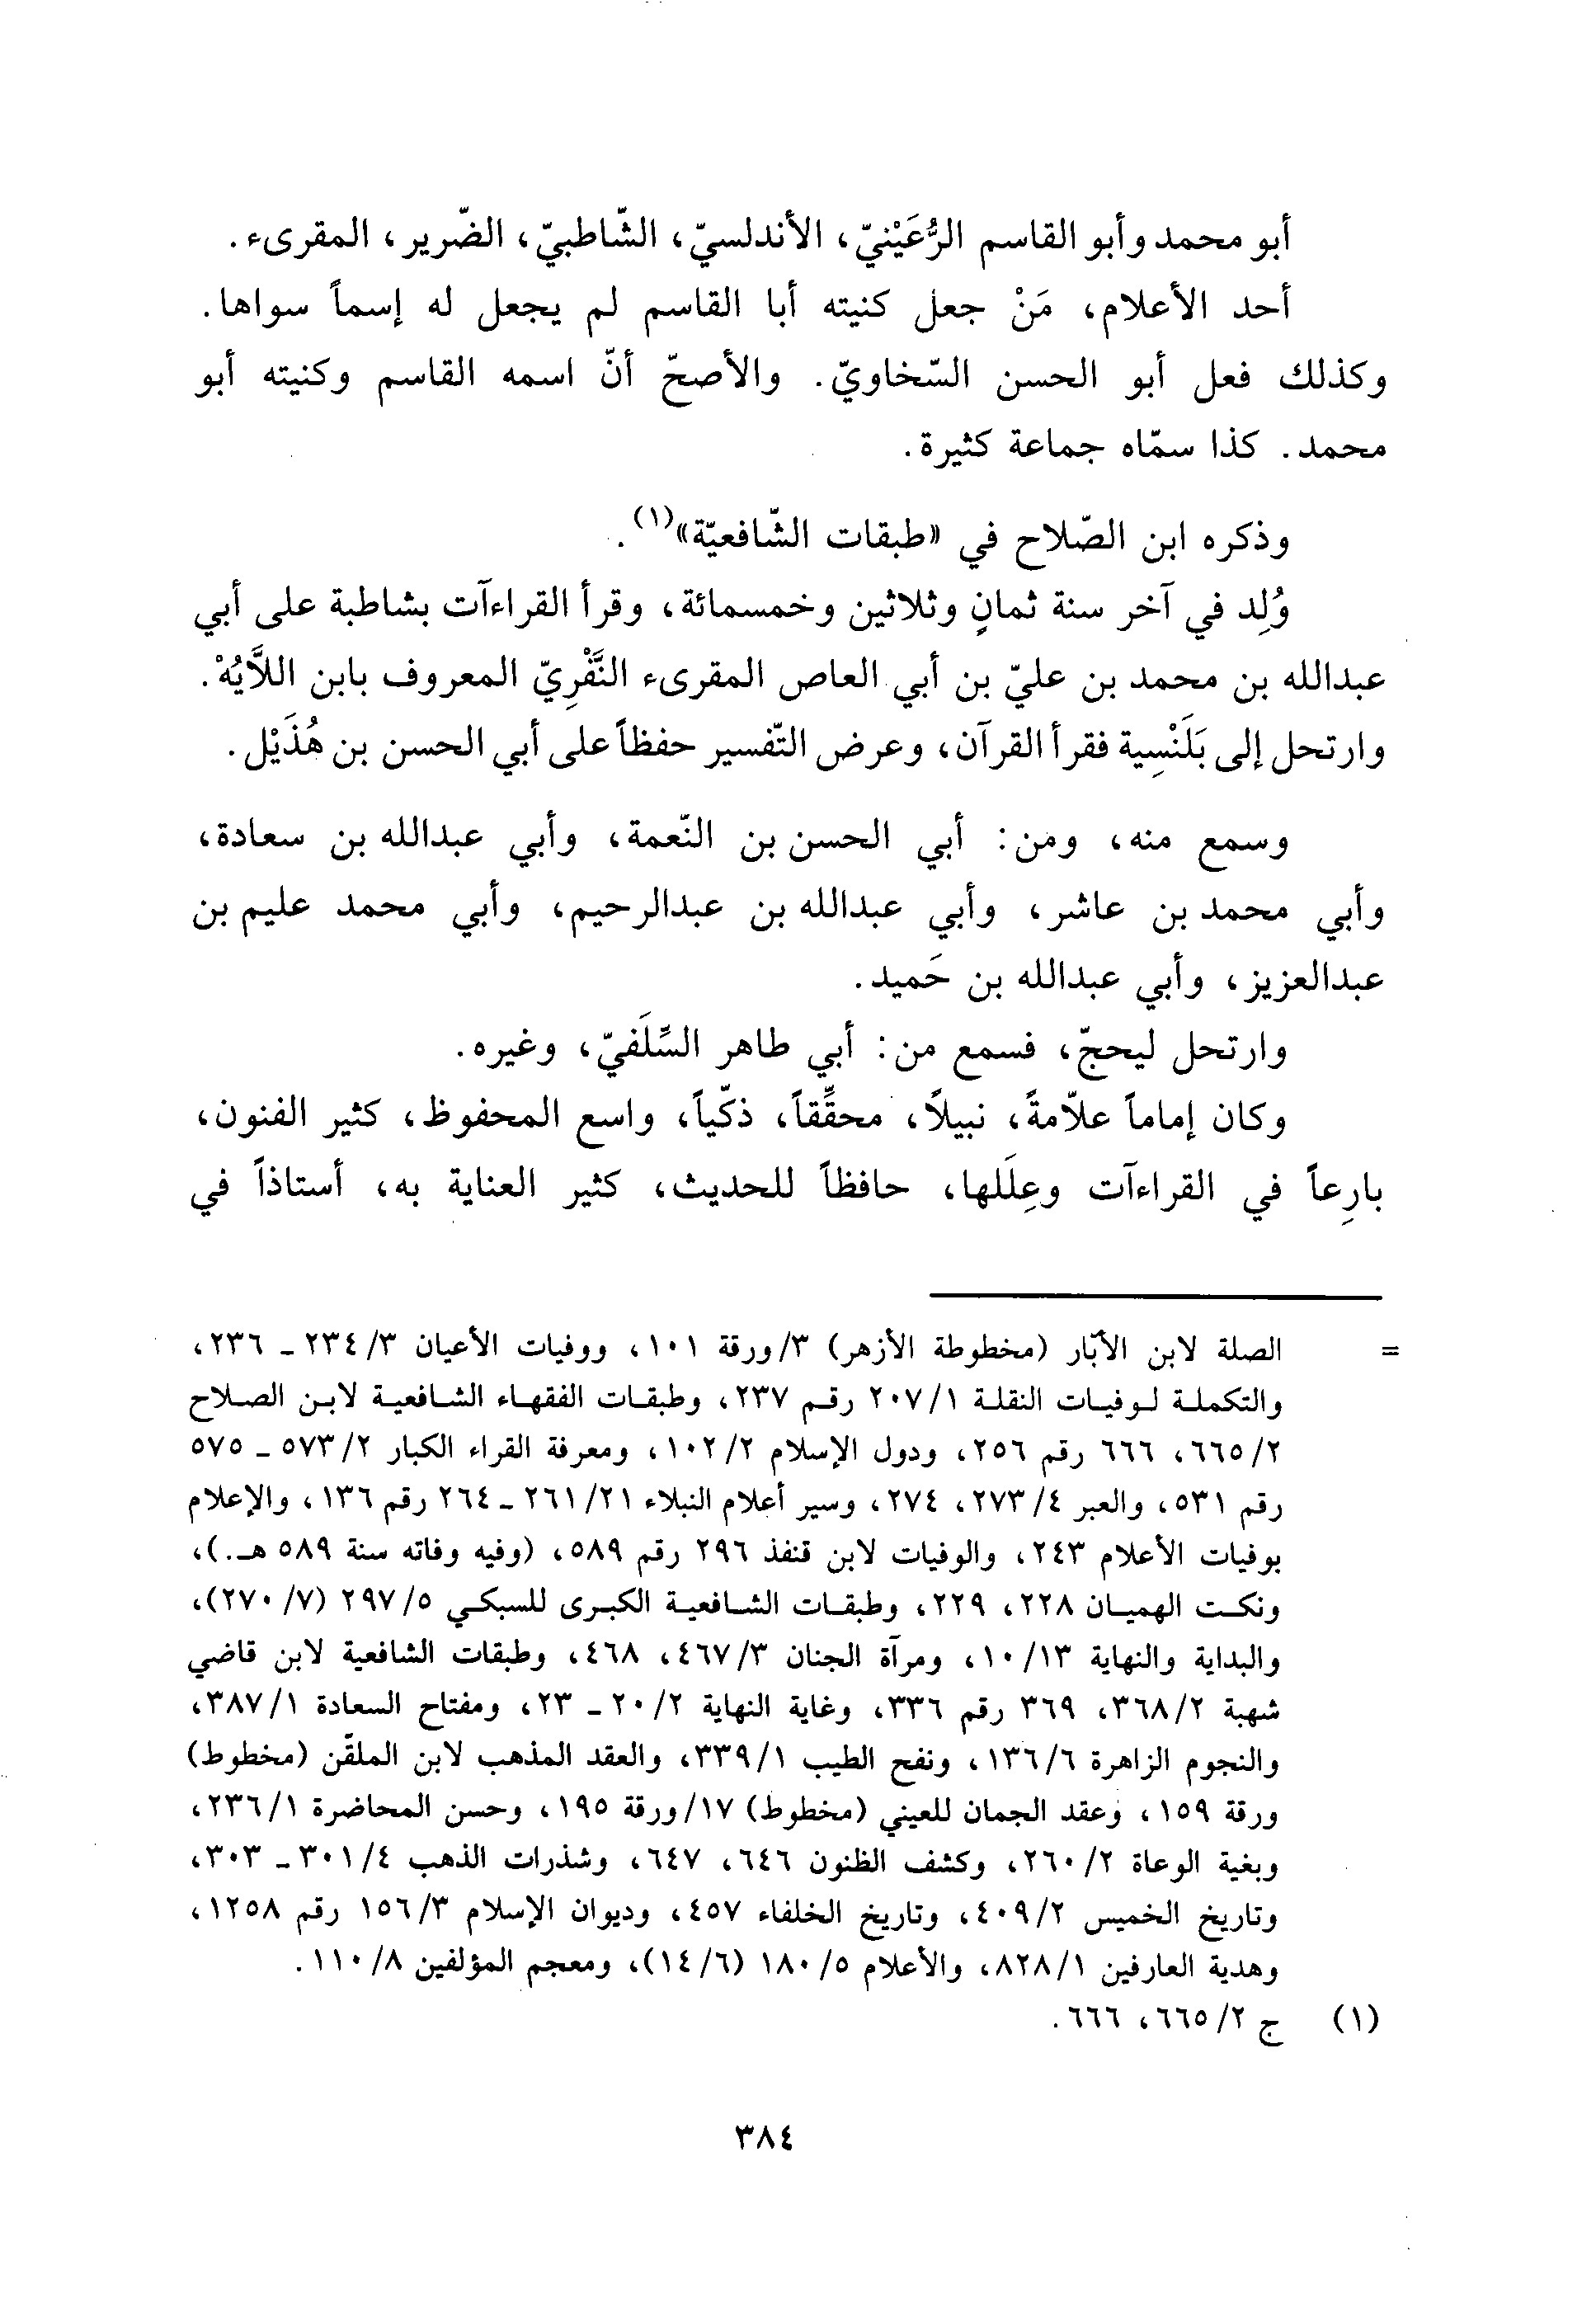 أبو محمد وأبو القاسم الرُّعَيْنيّ، الأندلسيّ، الشّاطبيّ، الضّرير، المقرىء.
أحد الأعلام، مَنْ جعل كنيته أبا القاسم لم يجعل له إسماً سواها.
وكذلك فعل أبو الحسن السّخاويّ. والأصحّ أنّ اسمه القاسم وكنيته أبو
محمد. كذا سمّاه جماعة كثيرة.
وذكره ابن الصّلاح في «طبقات الشّافعيّة»(١).
وُلِد في آخر سنة ثمانٍ وثلاثين وخمسمائة، وقرأ القراءآت بشاطبة على أبي
عبدالله بن محمد بن عليّ بن أبي العاص المقرىء النَّفْرِيّ المعروف بابن اللَّايُهْ.
وارتحل إلى بَلَنْسِية فقرأ القرآن، وعرض التّفسير حفظاً على أبي الحسن بن هُذَيْل.
وسمع منه، ومن: أبي الحسن بن النّعمة، وأبي عبدالله بن سعادة،
وأبي محمد بن عاشر، وأبي عبدالله بن عبدالرحيم، وأبي محمد عليم بن
عبدالعزيز، وأبي عبدالله بن حَميد.
وارتحل ليحجّ، فسمع من: أبي طاهر السِّلَفيّ، وغيره.
وكان إماماً علاّمةً، نبيلاً، محقِّقاً، ذكّياً، واسع المحفوظ، كثير الفنون،
بارِعاً في القراءآت وعِلَلها، حافظاً للحديث، كثير العناية به، أستاذاً في
= الصلة لابن الأبّار (مخطوطة الأزهر) ٣/ورقة ١٠١، ووفيات الأعيان ٢٣٤/٣ ـ ٢٣٦،
والتكملة لوفيات النقلة ٢٠٧/١ رقم ٢٣٧، وطبقات الفقهاء الشافعية لابن الصلاح
٦٦٥/٢، ٦٦٦ رقم ٢٥٦، ودول الإسلام ١٠٢/٢، ومعرفة القراء الكبار ٥٧٣/٢ ـ ٥٧٥
رقم ٥٣١، والعبر ٢٧٣/٤، ٢٧٤، وسير أعلام النبلاء ٢٦١/٢١ ـ ٢٦٤ رقم ١٣٦، والإعلام
بوفيات الأعلام ٢٤٣، والوفيات لابن قنفذ ٢٩٦ رقم ٥٨٩، (وفيه وفاته سنة ٥٨٩ هـ.)،
ونكت الهميان ٢٢٨، ٢٢٩، وطبقات الشافعية الكبرى للسبكي ٢٩٧/٥ (٢٧٠/٧)،
والبداية والنهاية ١٠/١٣، ومرآة الجنان ٤٦٧/٣، ٤٦٨، وطبقات الشافعية لابن قاضي
شهبة ٣٦٨/٢، ٣٦٩ رقم ٣٣٦، وغاية النهاية ٢٠/٢ ـ ٢٣، ومفتاح السعادة ٣٨٧/١،
والنجوم الزاهرة ١٣٦/٦، ونفح الطيب ٣٣٩/١، والعقد المذهب لابن الملقّن (مخطوط)
ورقة ١٥٩، وعقد الجمان للعيني (مخطوط) ١٧/ورقة ١٩٥، وحسن المحاضرة ٢٣٦/١،
وبغية الوعاة ٢٦٠/٢، وكشف الظنون ٦٤٦، ٦٤٧، وشذرات الذهب ٣٠١/٤ ـ ٣٠٣،
وتاريخ الخميس ٤٠٩/٢، وتاريخ الخلفاء ٤٥٧، وديوان الإسلام ١٥٦/٣ رقم ١٢٥٨،
وهدية العارفين ٨٢٨/١، والأعلام ١٨٠/٥ (١٤/٦)، ومعجم المؤلفين ١١٠/٨.
(١) ج ٦٦٥/٢، ٦٦٦.
٣٨٤